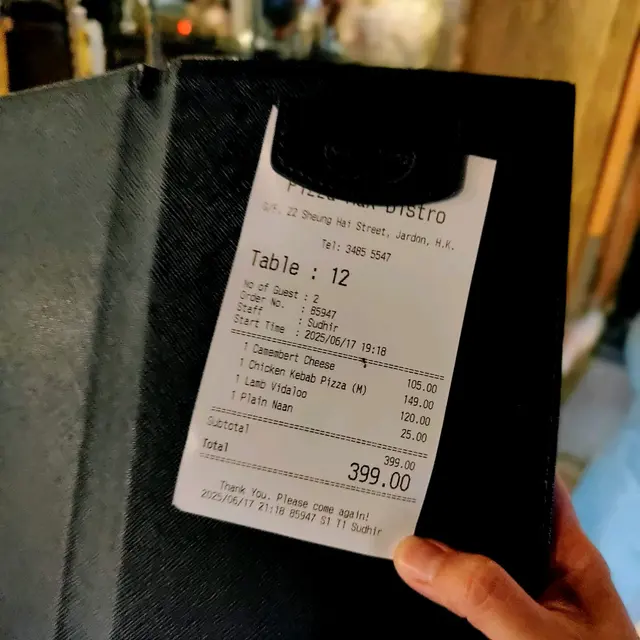 Bistro
G/F, 22 Sheung Hai Street, Jardon, H.K.
Tel: 3485 5547
Table : 12
No of Guest : 2
Order No. : 85947
Staff : Sudhir
Start Time : 2025/06/17 19:18
1 Camembert Cheese 105.00
1 Chicken Kebab Pizza (M) 149.00
1 Lamb Vidaloo 120.00
1 Plain Naan 25.00
Subtotal 399.00
Total 399.00
Thank You. Please come again!
2025/06/17 21:18 85947 S1 T1 Sudhir